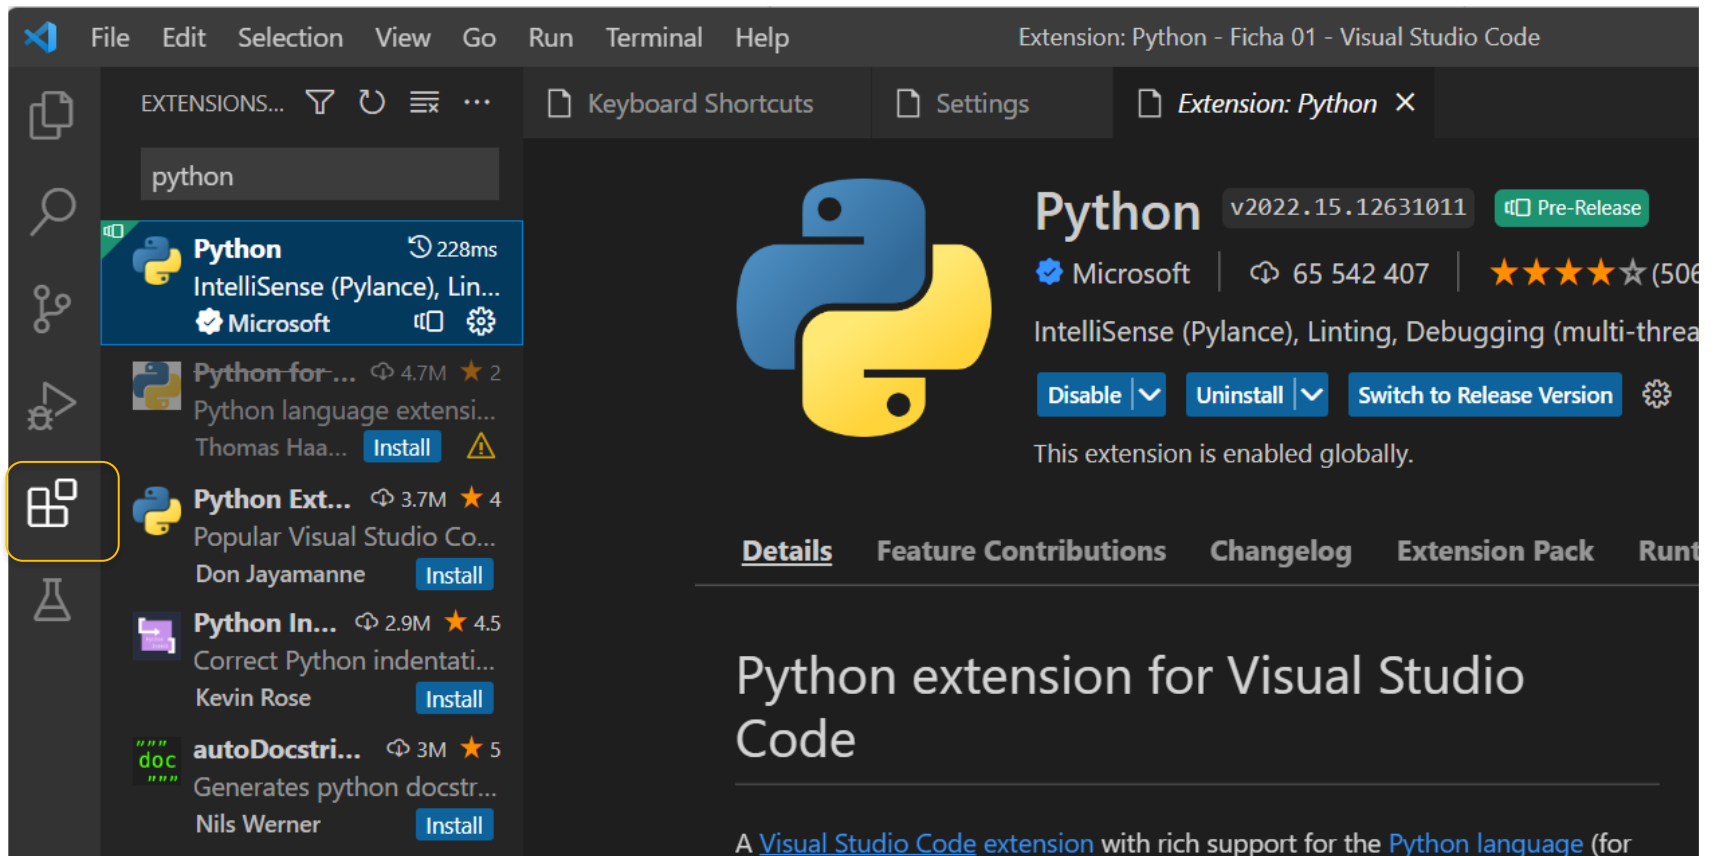 File Edit Selection View Go Run Terminal Help
Extension: Python - Ficha 01 - Visual Studio Code
EXTENSIONS...
Keyboard Shortcuts
Settings
Extension: Python
python
Python 228ms
IntelliSense (Pylance), Lin...
Microsoft
Python for ... 4.7M 2
Python language extensi...
Thomas Haa... Install
Python Ext... 3.7M 4
Popular Visual Studio Co...
Don Jayamanne Install
Python In... 2.9M 4.5
Correct Python indentati...
Kevin Rose Install
""" doc """
autoDocstri... 3M 5
Generates python docstr...
Nils Werner Install
Python v2022.15.12631011 Pre-Release
Microsoft 65 542 407 (506
IntelliSense (Pylance), Linting, Debugging (multi-threa
Disable Uninstall Switch to Release Version
This extension is enabled globally.
Details Feature Contributions Changelog Extension Pack Runt
Python extension for Visual Studio
Code
A Visual Studio Code extension with rich support for the Python language (for